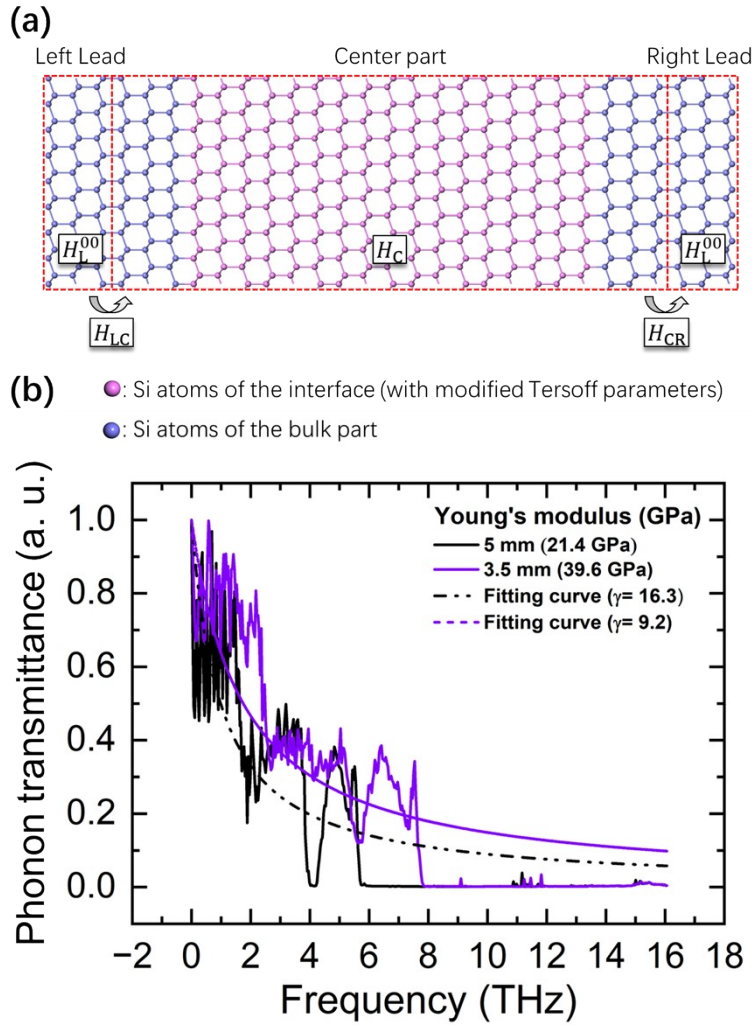 (a)
Left Lead Center part Right Lead
H_L^00 H_C H_L^00
H_LC H_CR
(b)
: Si atoms of the interface (with modified Tersoff parameters)
: Si atoms of the bulk part
Phonon transmittance (a. u.)
1.0
0.8
0.6
0.4
0.2
0.0
Young's modulus (GPa)
5 mm (21.4 GPa)
3.5 mm (39.6 GPa)
Fitting curve (γ= 16.3)
Fitting curve (γ= 9.2)
−2 0 2 4 6 8 10 12 14 16 18
Frequency (THz)